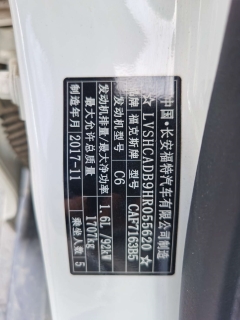 中国·长安福特汽车有限公司制造
☆LVSHCADB9HR055620☆
品牌 福克斯牌 型号 CAF7163B5
发动机型号 C6
发动机排量/最大净功率 1.6L /92kW
最大允许总质量 1707kg
制造年月 2017-11 乘坐人数 5